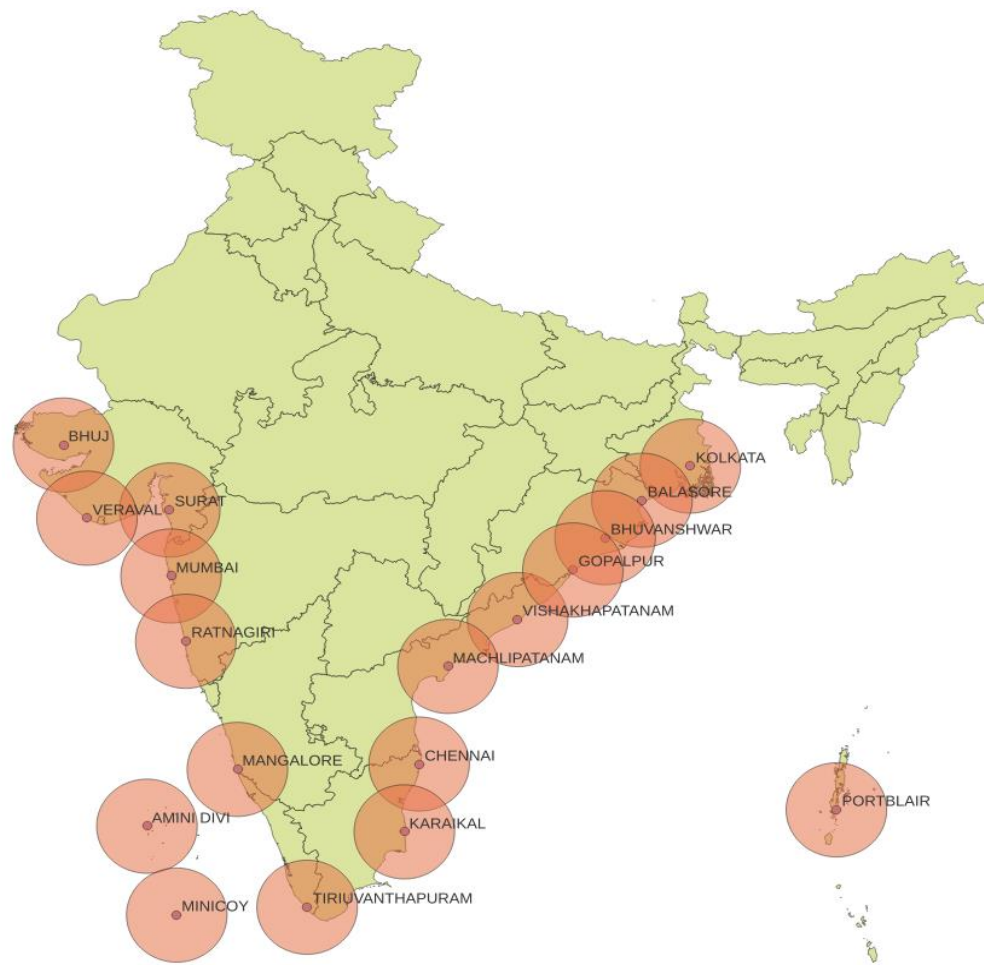 BHUJ
KOLKATA
BALASORE
SURAT
VERAVAL
BHUVANSHWAR
GOPALPUR
MUMBAI
VISHAKHAPATANAM
RATNAGIRI
MACHLIPATANAM
CHENNAI
MANGALORE
PORTBLAIR
AMINI DIVI
KARAIKAL
TIRIUVANTHAPURAM
MINICOY